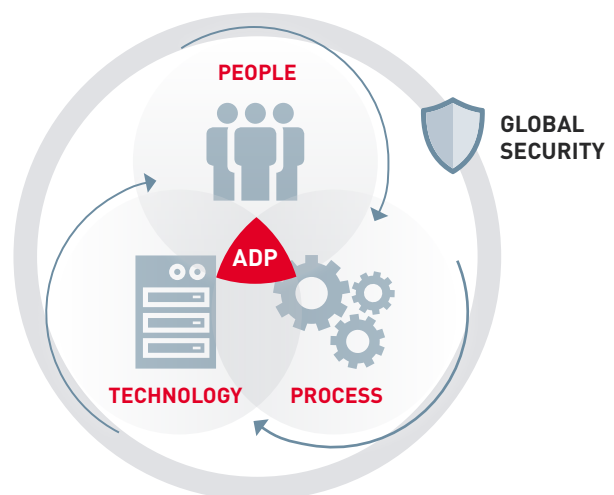 PEOPLE
GLOBAL
SECURITY
ADP
TECHNOLOGY
PROCESS